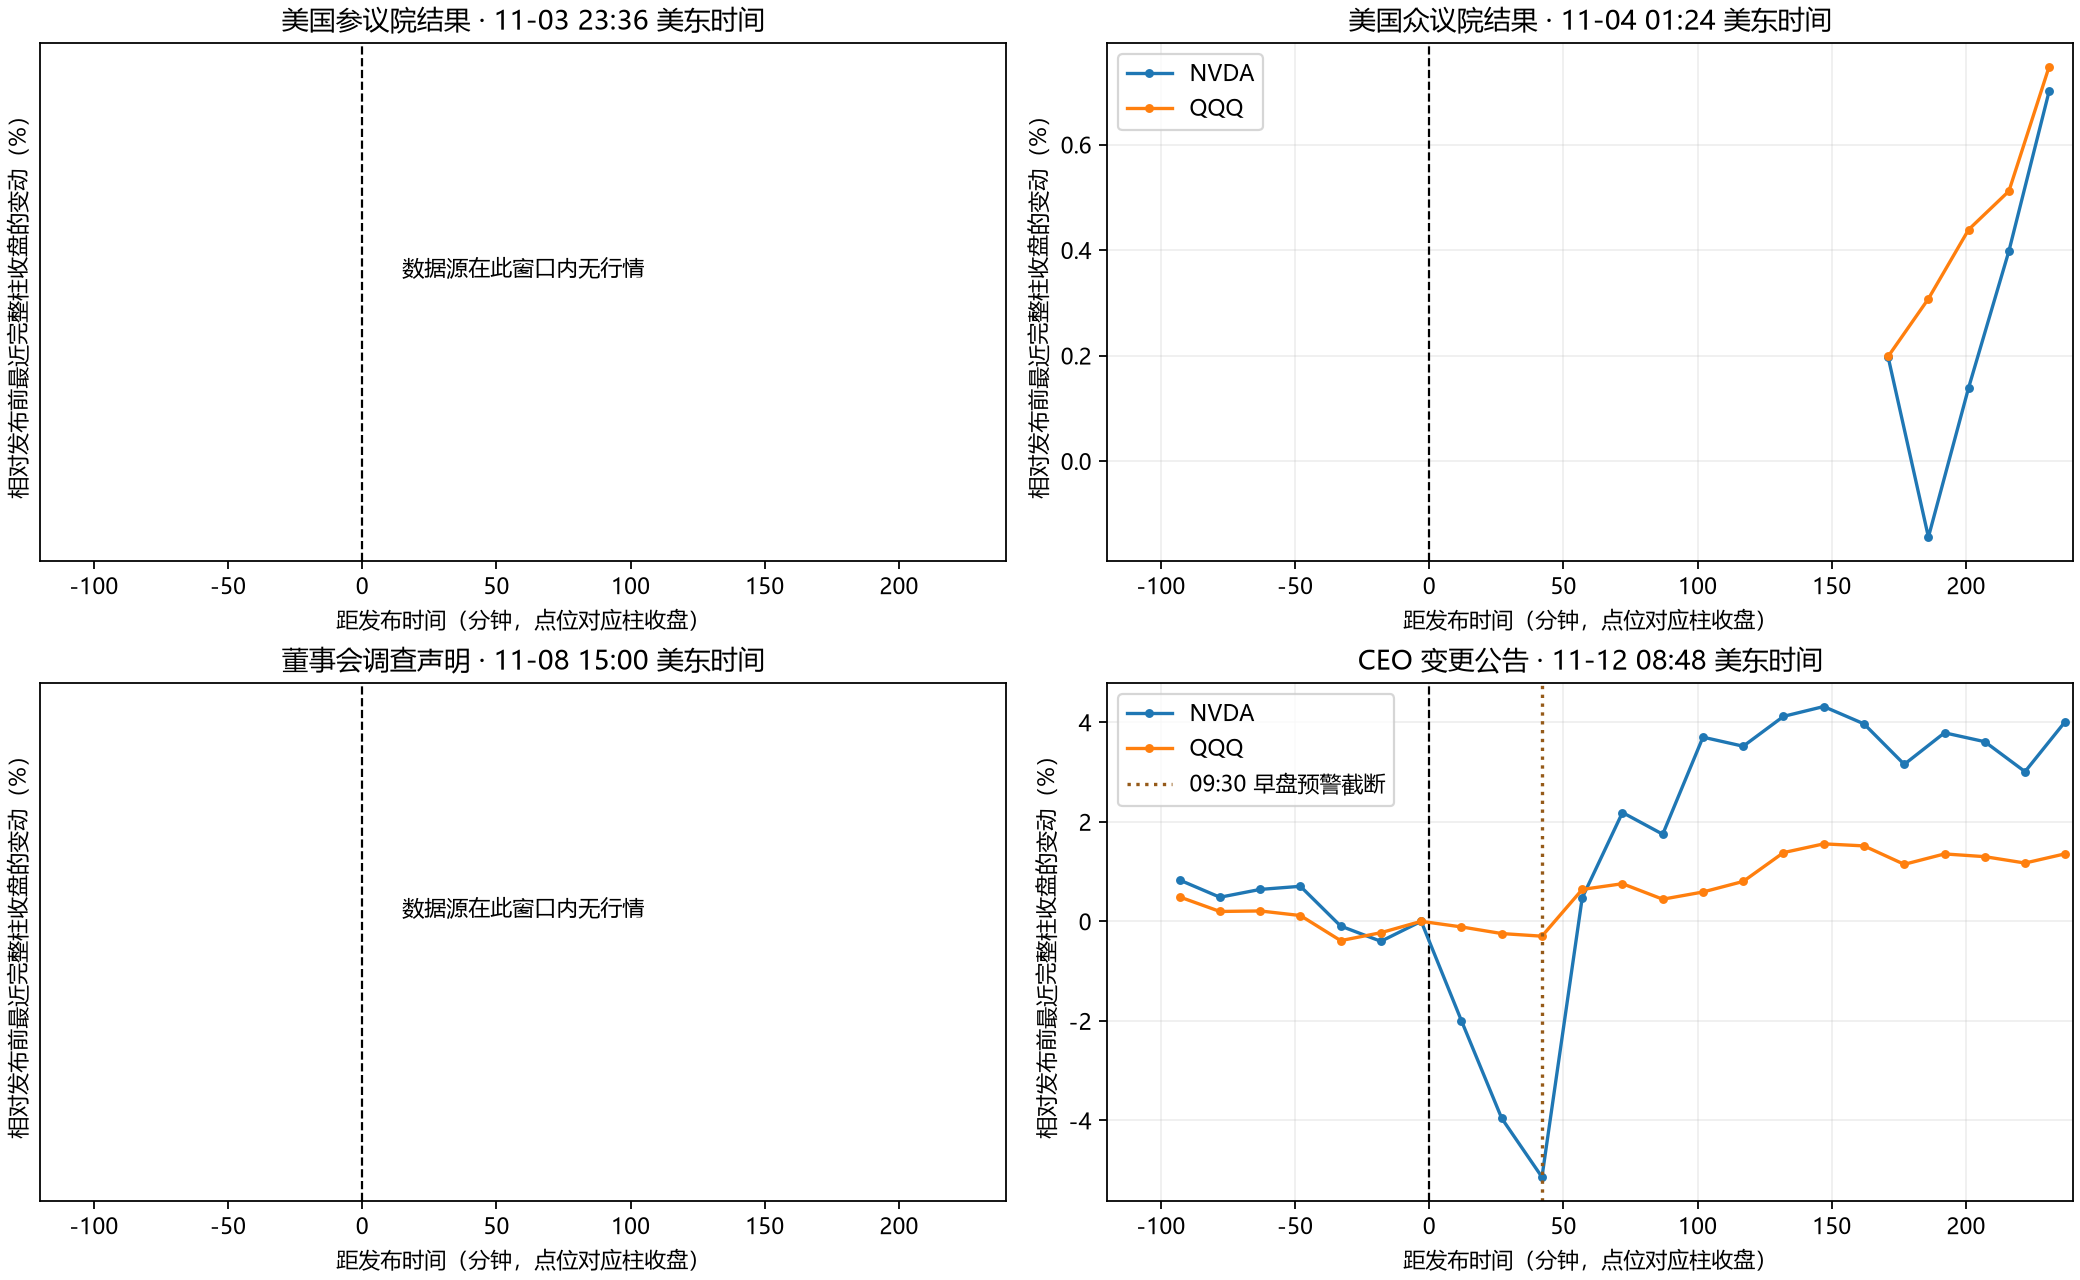 美国参议院结果 · 11-03 23:36 美东时间
相对发布前最近完整柱收盘的变动（%）
数据源在此窗口内无行情
-100 -50 0 50 100 150 200
距发布时间（分钟，点位对应柱收盘）
美国众议院结果 · 11-04 01:24 美东时间
NVDA
QQQ
相对发布前最近完整柱收盘的变动（%）
0.6
0.4
0.2
0.0
-100 -50 0 50 100 150 200
距发布时间（分钟，点位对应柱收盘）
董事会调查声明 · 11-08 15:00 美东时间
相对发布前最近完整柱收盘的变动（%）
数据源在此窗口内无行情
-100 -50 0 50 100 150 200
距发布时间（分钟，点位对应柱收盘）
CEO 变更公告 · 11-12 08:48 美东时间
NVDA
QQQ
09:30 早盘预警截断
相对发布前最近完整柱收盘的变动（%）
4
2
0
-2
-4
-100 -50 0 50 100 150 200
距发布时间（分钟，点位对应柱收盘）